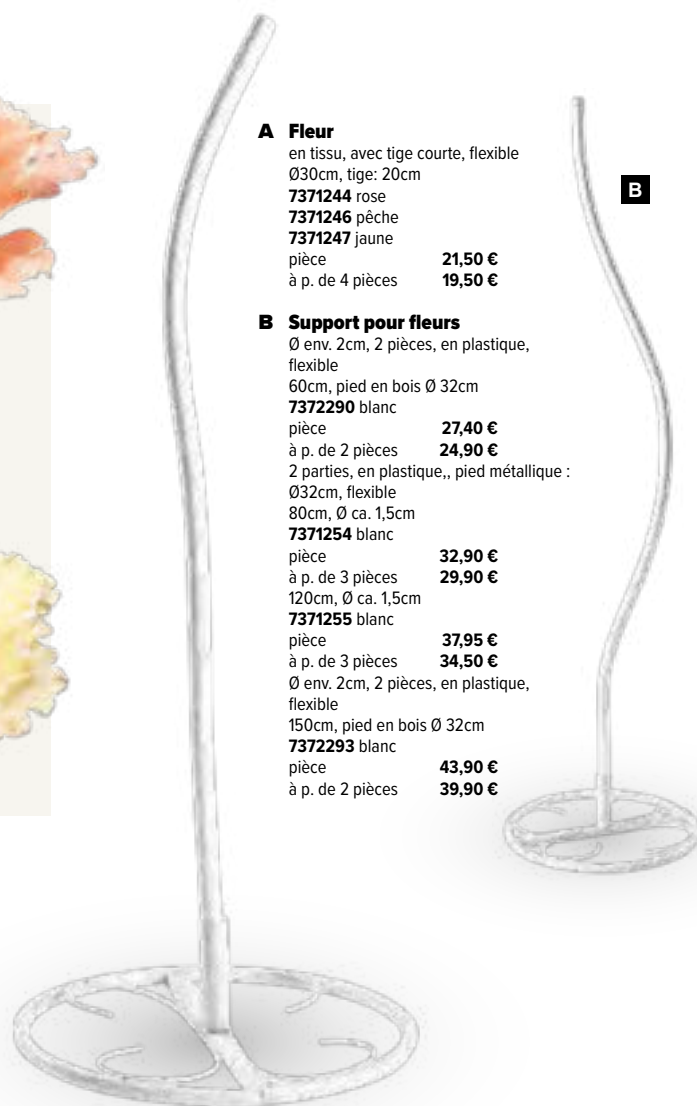 A Fleur
en tissu, avec tige courte, flexible
Ø30cm, tige: 20cm
7371244 rose
7371246 pêche
7371247 jaune
pièce 21,50 €
à p. de 4 pièces 19,50 €
B
B Support pour fleurs
Ø env. 2cm, 2 pièces, en plastique,
flexible
60cm, pied en bois Ø 32cm
7372290 blanc
pièce 27,40 €
à p. de 2 pièces 24,90 €
2 parties, en plastique,, pied métallique :
Ø32cm, flexible
80cm, Ø ca. 1,5cm
7371254 blanc
pièce 32,90 €
à p. de 3 pièces 29,90 €
120cm, Ø ca. 1,5cm
7371255 blanc
pièce 37,95 €
à p. de 3 pièces 34,50 €
Ø env. 2cm, 2 pièces, en plastique,
flexible
150cm, pied en bois Ø 32cm
7372293 blanc
pièce 43,90 €
à p. de 2 pièces 39,90 €